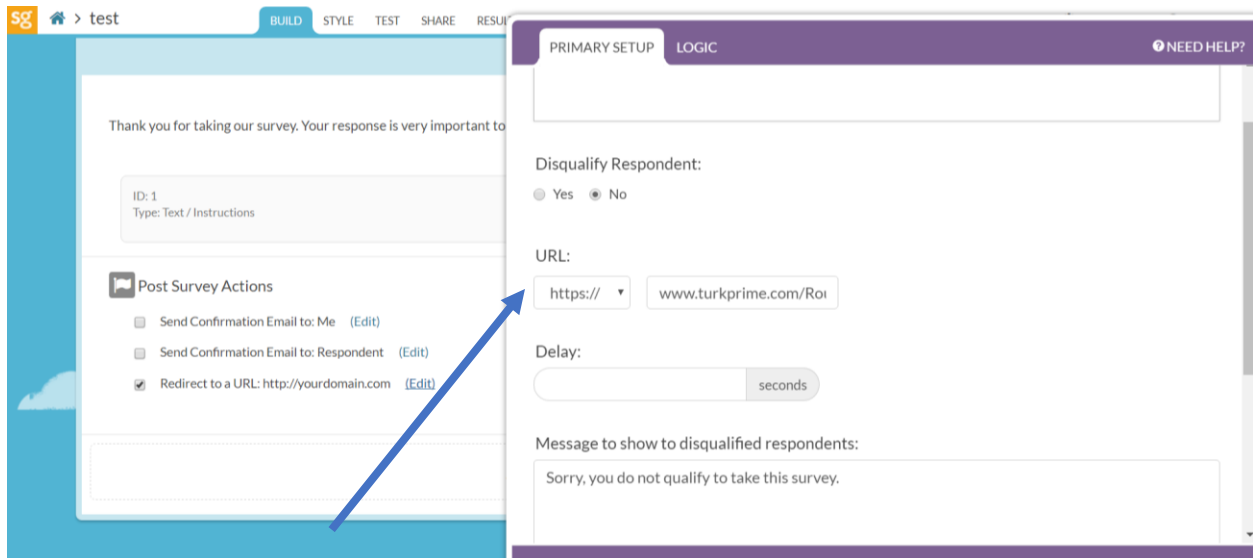 sg > test
BUILD STYLE TEST SHARE RESUL
Thank you for taking our survey. Your response is very important to
ID: 1
Type: Text / Instructions
Post Survey Actions
Send Confirmation Email to: Me (Edit)
Send Confirmation Email to: Respondent (Edit)
Redirect to a URL: http://yourdomain.com (Edit)
PRIMARY SETUP LOGIC ?NEED HELP?
Disqualify Respondent:
Yes No
URL:
https:// www.turkprime.com/Rou
Delay:
seconds
Message to show to disqualified respondents:
Sorry, you do not qualify to take this survey.